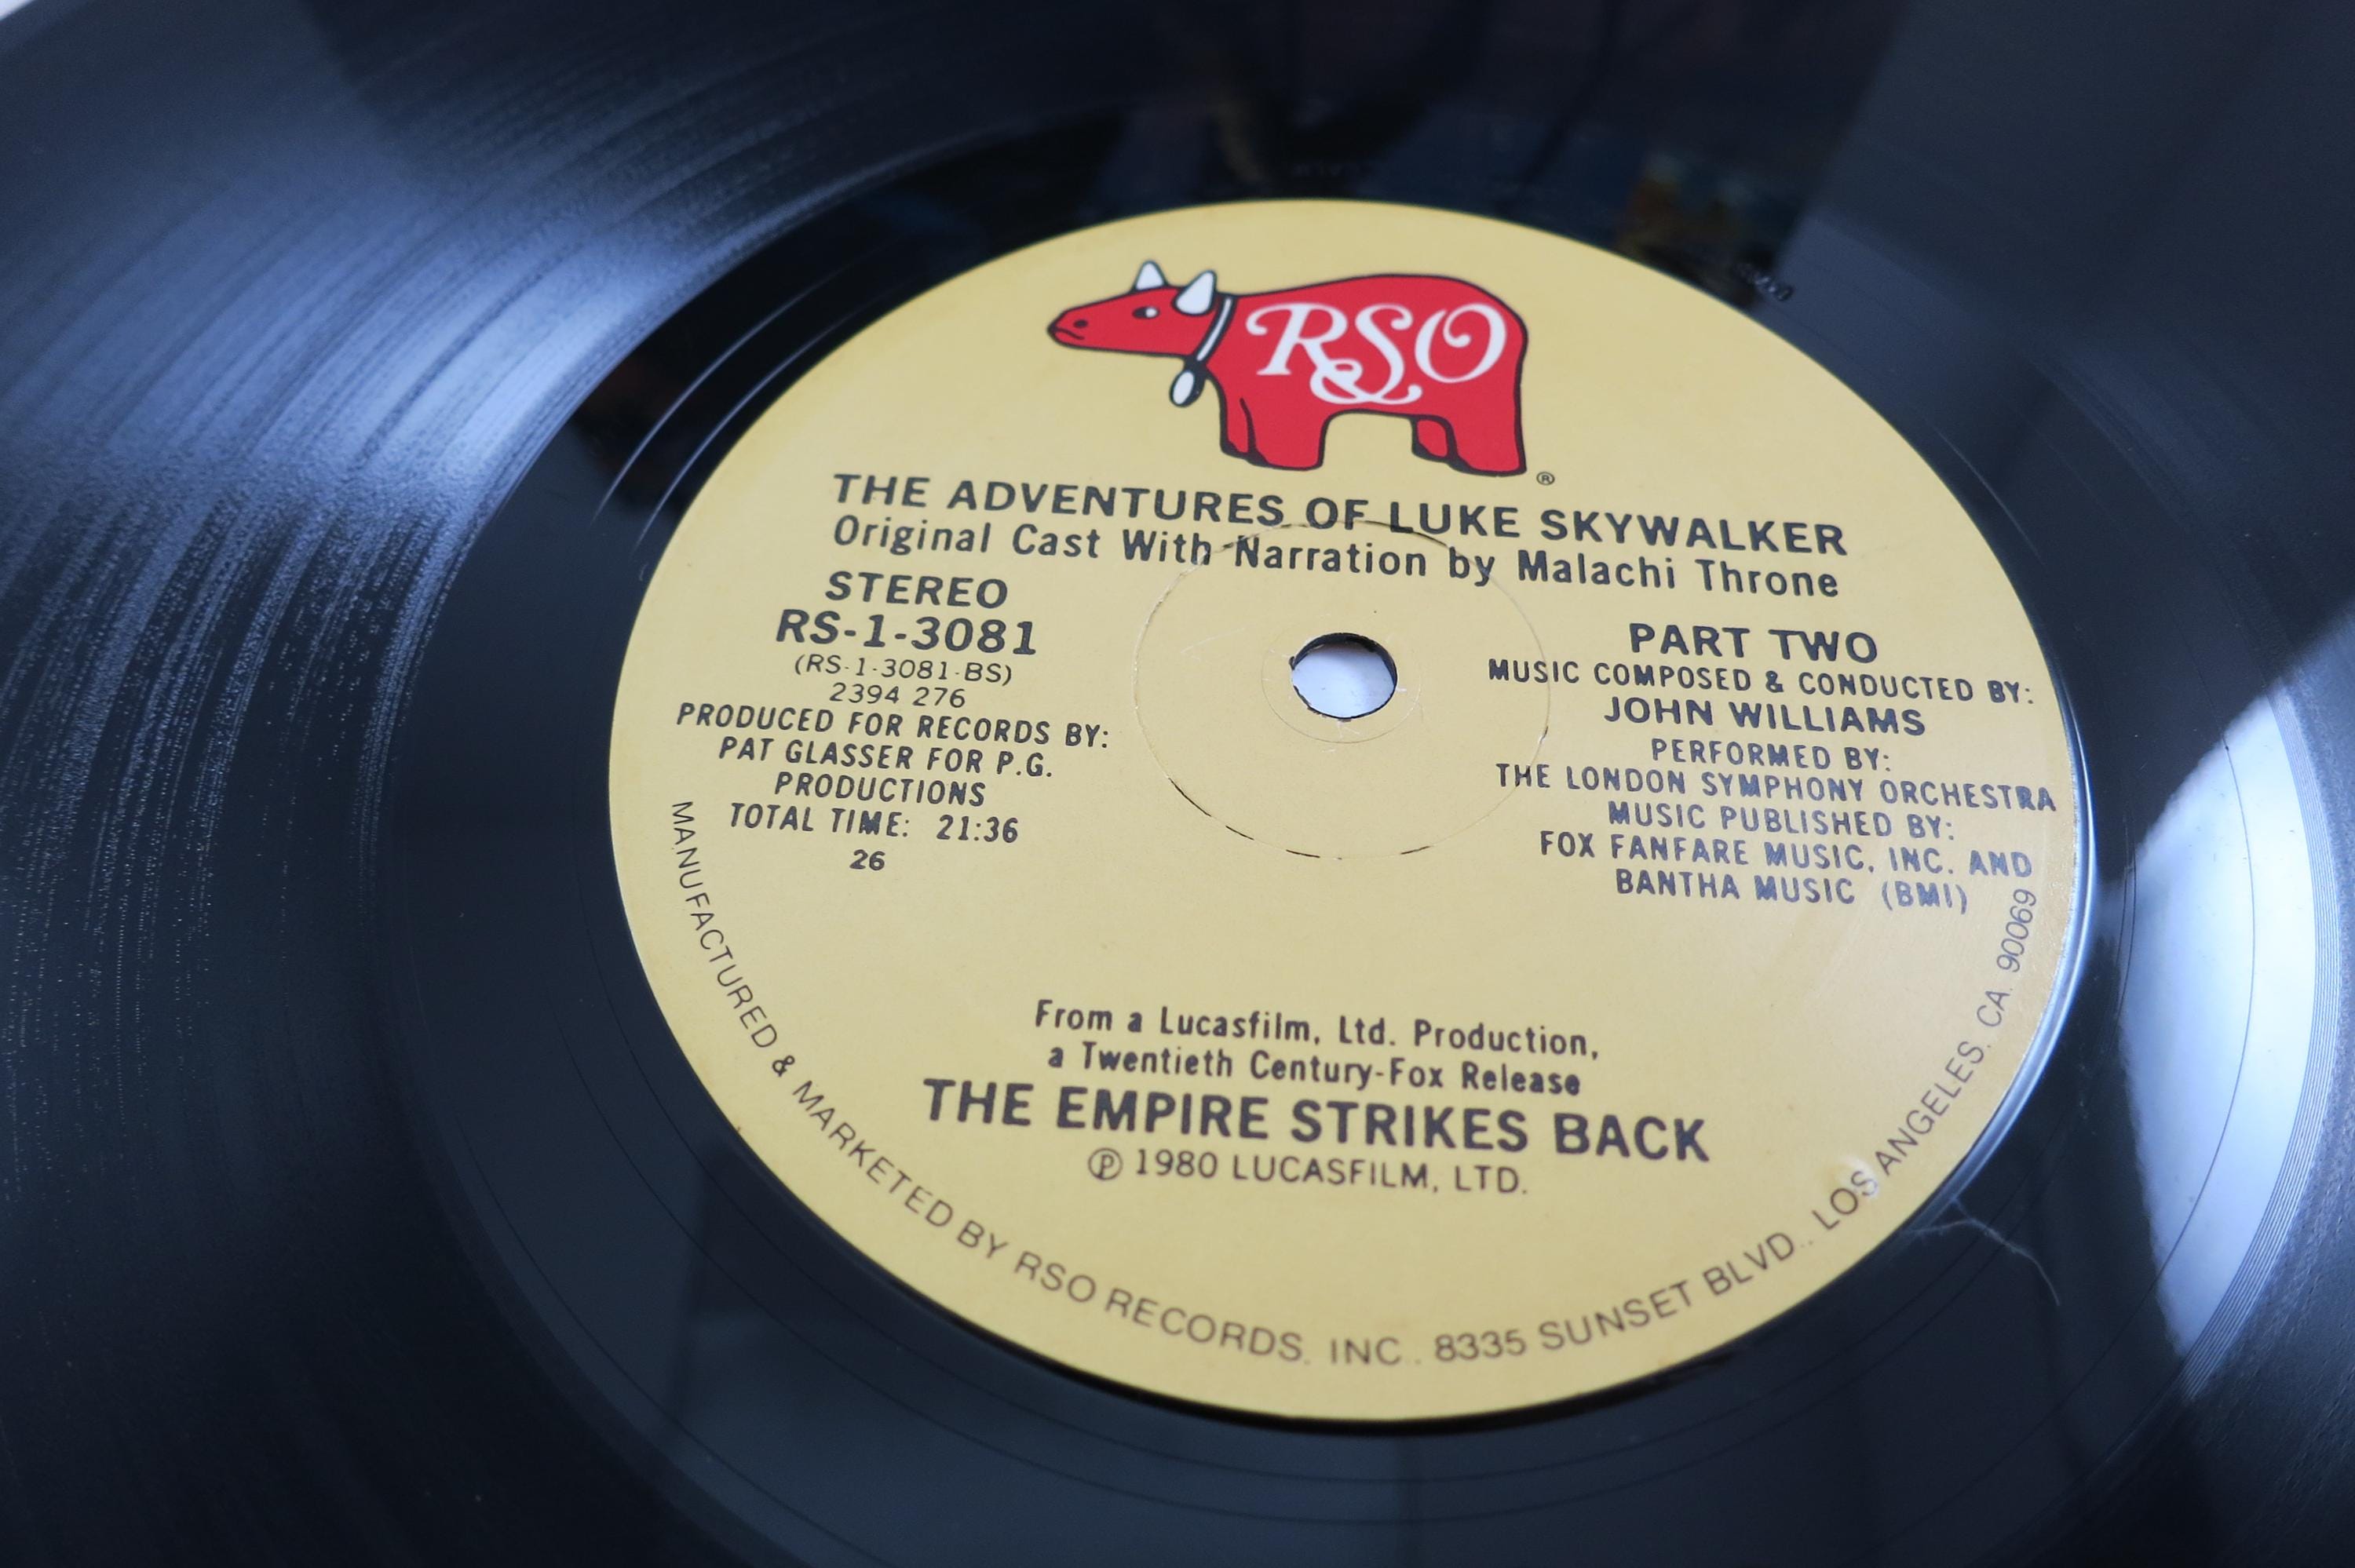 RSO
®
THE ADVENTURES OF LUKE SKYWALKER
Original Cast With Narration by Malachi Throne
STEREO
RS-1-3081
(RS-1-3081-BS)
2394 276
PRODUCED FOR RECORDS BY:
PAT GLASSER FOR P.G.
PRODUCTIONS
TOTAL TIME: 21:36
26
PART TWO
MUSIC COMPOSED & CONDUCTED BY:
JOHN WILLIAMS
PERFORMED BY:
THE LONDON SYMPHONY ORCHESTRA
MUSIC PUBLISHED BY:
FOX FANFARE MUSIC, INC. AND
BANTHA MUSIC (BMI)
From a Lucasfilm, Ltd. Production,
a Twentieth Century-Fox Release
THE EMPIRE STRIKES BACK
℗ 1980 LUCASFILM, LTD.
MANUFACTURED & MARKETED BY RSO RECORDS, INC., 8335 SUNSET BLVD., LOS ANGELES, CA. 90069